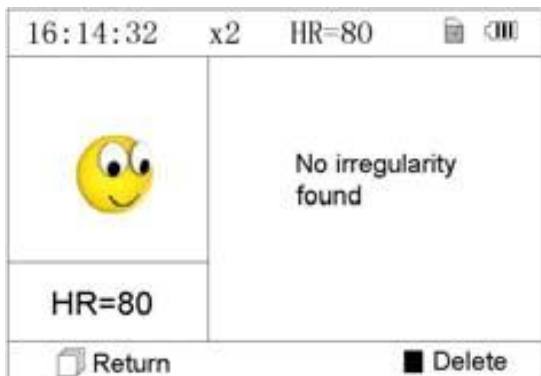 16:14:32 x2 HR=80
No irregularity
found
HR=80
Return Delete